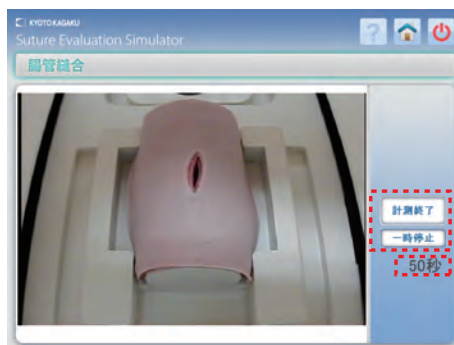 KYOTO KAGAKU
Suture Evaluation Simulator
?
腸管縫合
計測終了
一時停止
50秒